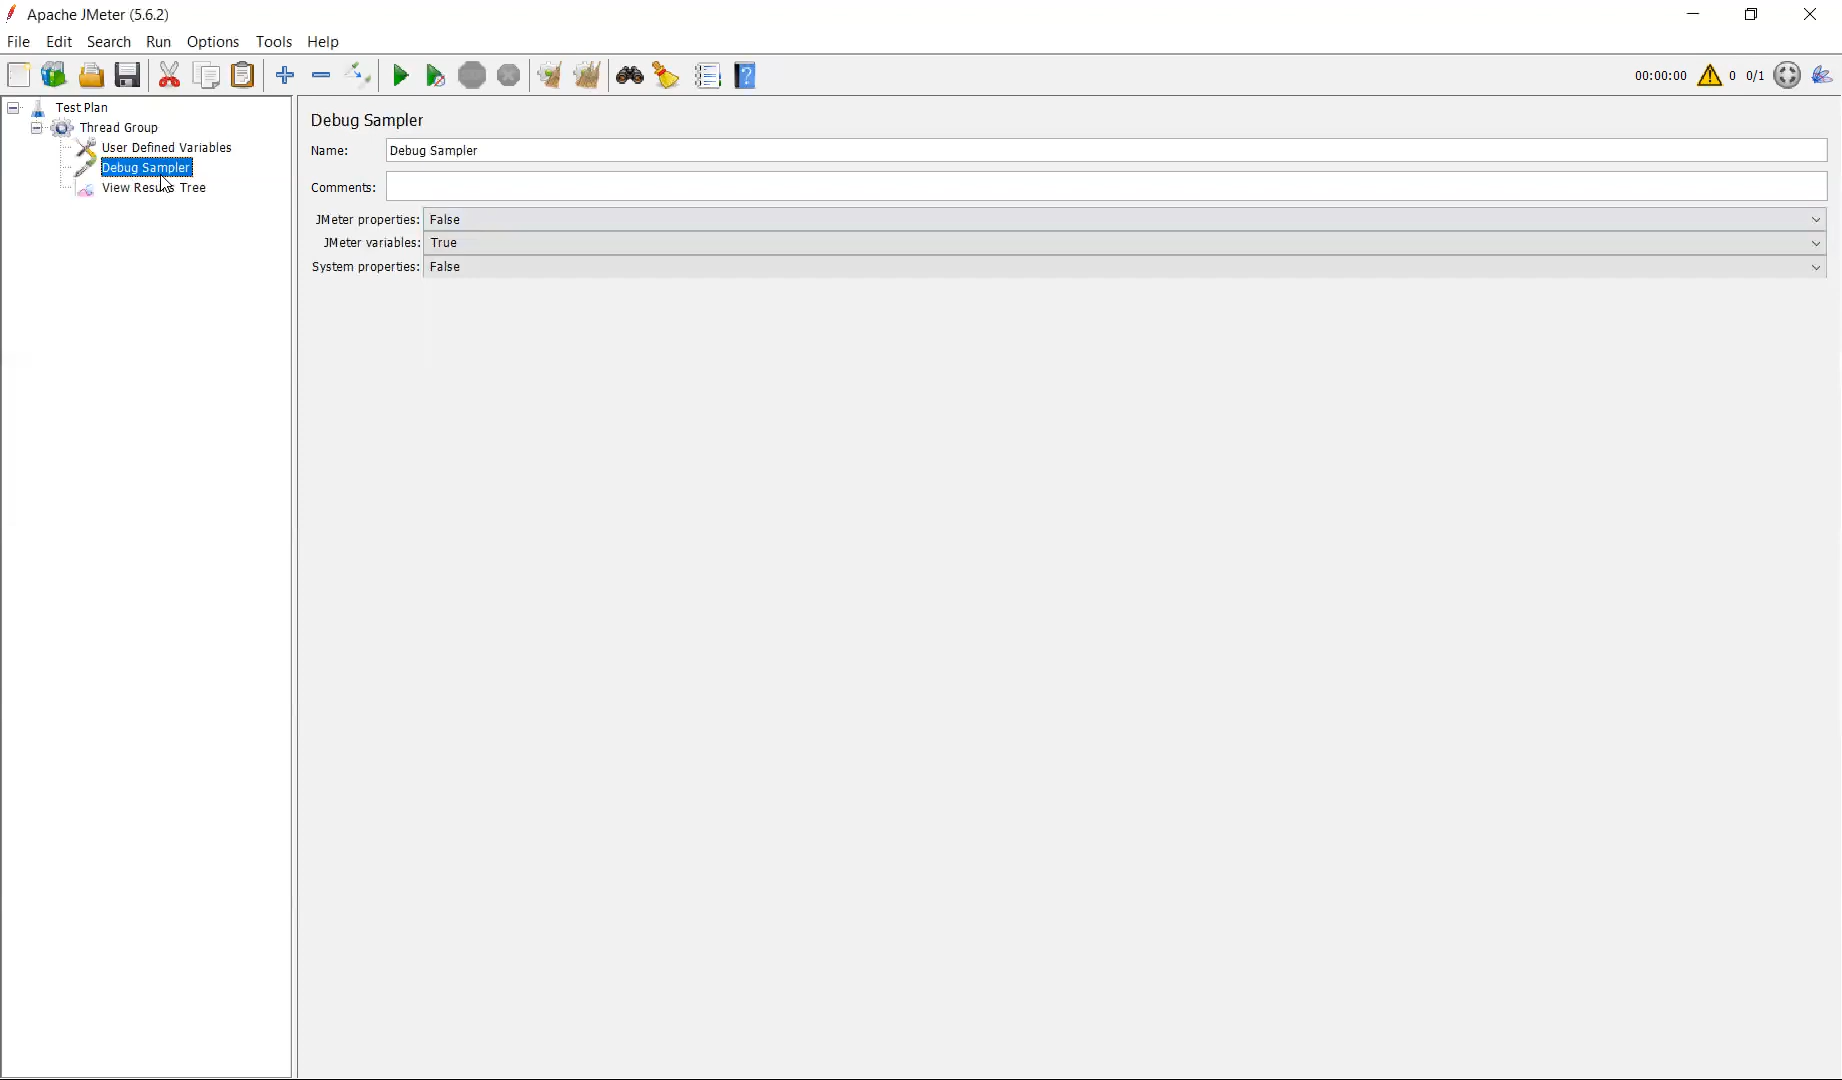 Apache JMeter (5.6.2)
File Edit Search Run Options Tools Help
00:00:00 0 0/1
Test Plan
Thread Group
User Defined Variables
Debug Sampler
View Results Tree
Debug Sampler
Name: Debug Sampler
Comments:
JMeter properties: False
JMeter variables: True
System properties: False